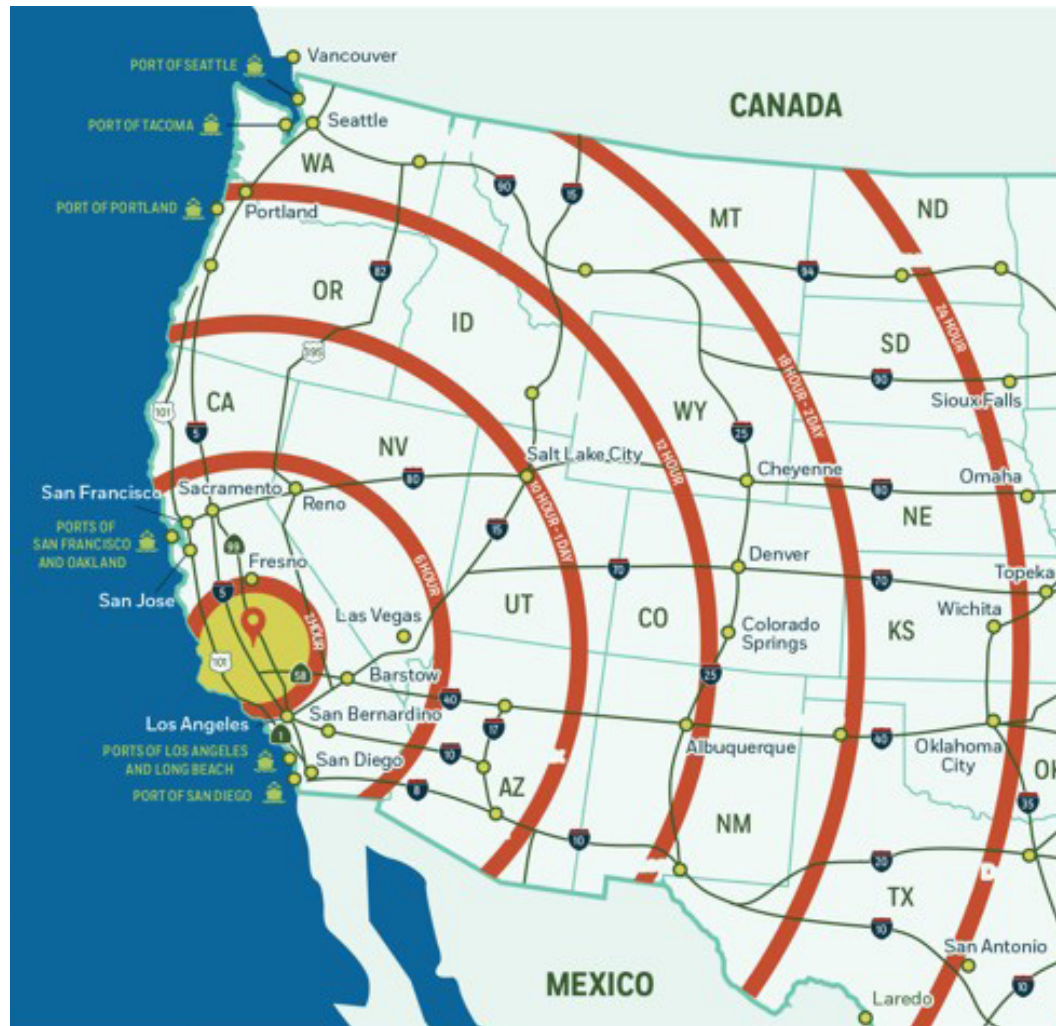 Vancouver
PORT OF SEATTLE
CANADA
PORT OF TACOMA
Seattle
WA
90
15
MT
ND
PORT OF PORTLAND
Portland
82
94
OR
ID
24 HOUR
SD
395
18 HOUR - 2 DAY
90
Sioux Falls
CA
101
5
WY
25
NV
12 HOUR
Salt Lake City
Cheyenne
Omaha
80
80
San Francisco
Sacramento
Reno
10 HOUR - 1 DAY
NE
PORTS OF
SAN FRANCISCO
AND OAKLAND
15
99
Fresno
6 HOUR
Denver
70
70
Topeka
San Jose
5
2 HOUR
Las Vegas
UT
CO
Colorado
Springs
Wichita
KS
101
58
Barstow
25
40
Los Angeles
San Bernardino
17
Albuquerque
40
Oklahoma
City
1
PORTS OF LOS ANGELES
AND LONG BEACH
San Diego
10
OK
PORT OF SAN DIEGO
8
AZ
35
NM
10
20
TX
10
San Antonio
MEXICO
10
Laredo